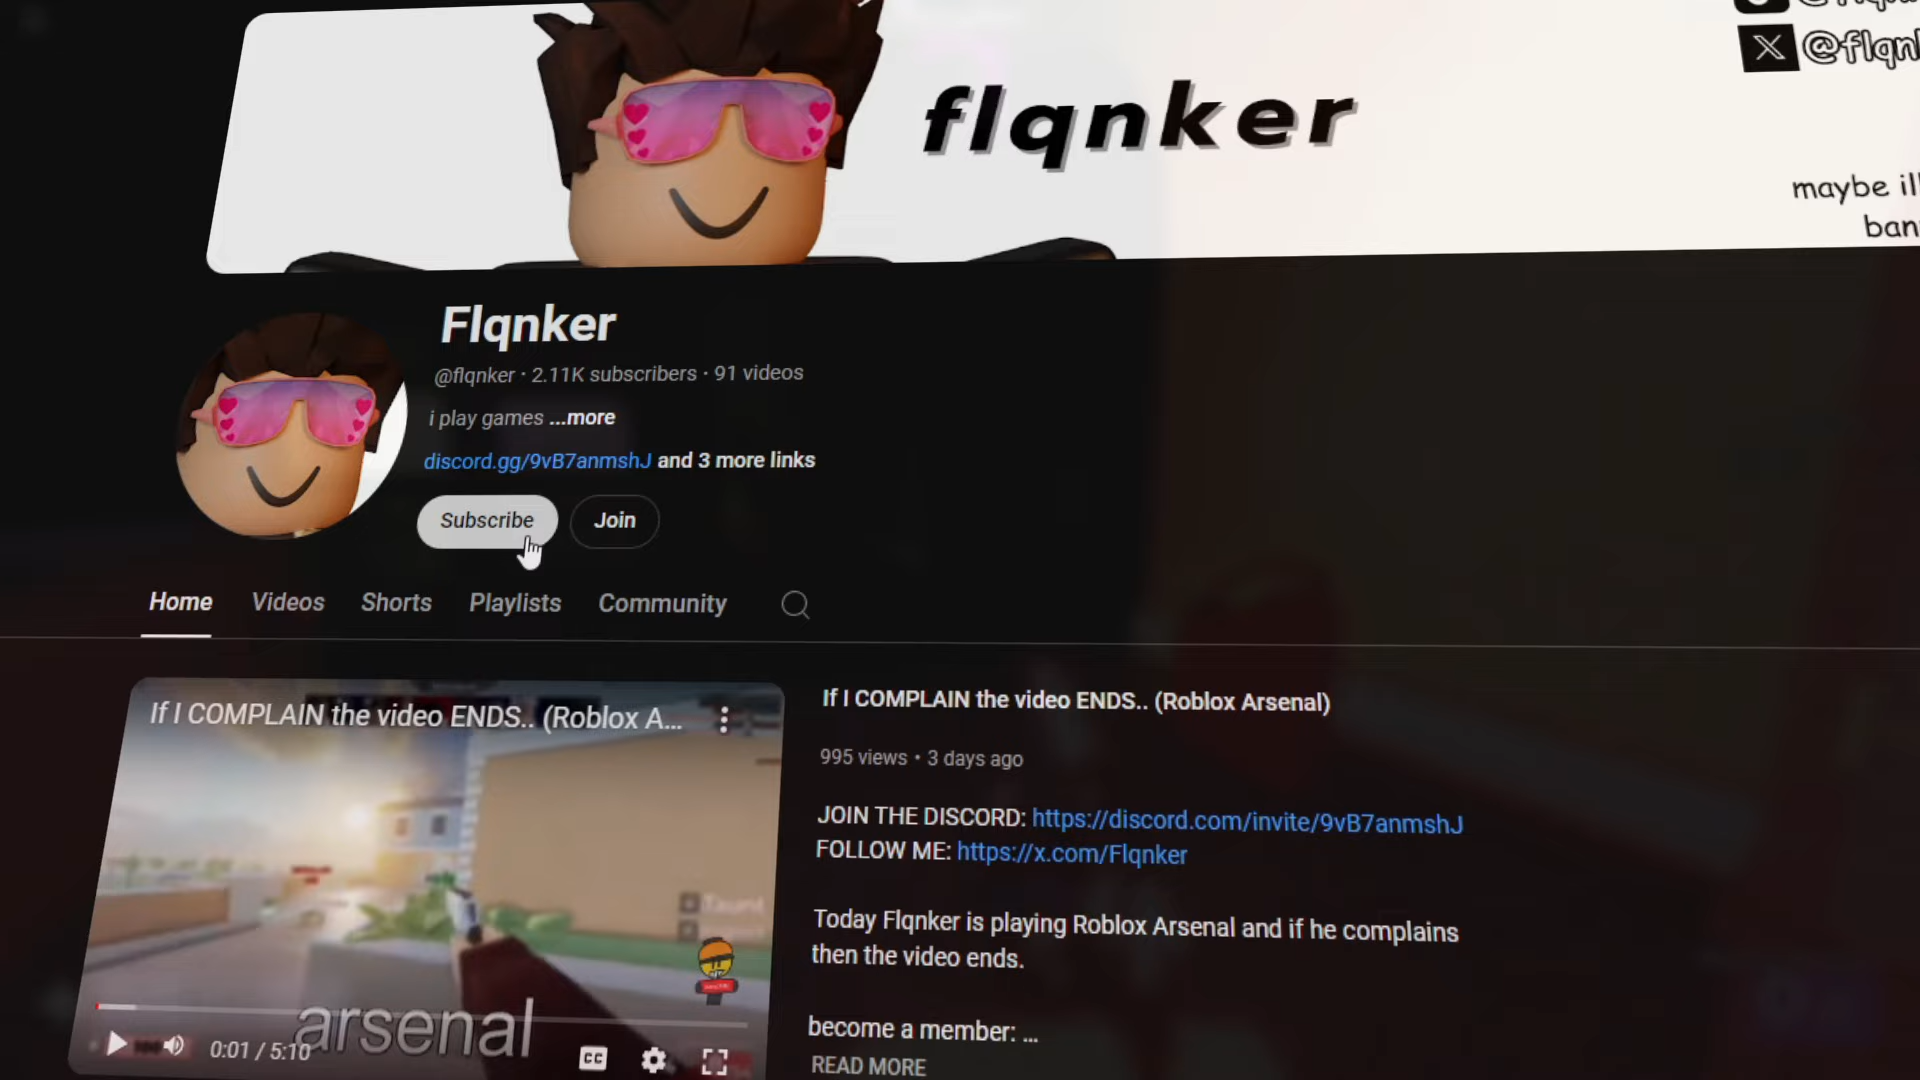 @flqn
flqnker
maybe il
ban
Flqnker
@flqnker · 2.11K subscribers · 91 videos
i play games ...more
discord.gg/9vB7anmshJ and 3 more links
Subscribe Join
Home Videos Shorts Playlists Community
If I COMPLAIN the video ENDS.. (Roblox A...
Taunt
arsenal
0:01 / 5:10
CC
If I COMPLAIN the video ENDS.. (Roblox Arsenal)
995 views • 3 days ago
JOIN THE DISCORD: https://discord.com/invite/9vB7anmshJ
FOLLOW ME: https://x.com/Flqnker
Today Flqnker is playing Roblox Arsenal and if he complains
then the video ends.
become a member: ...
READ MORE